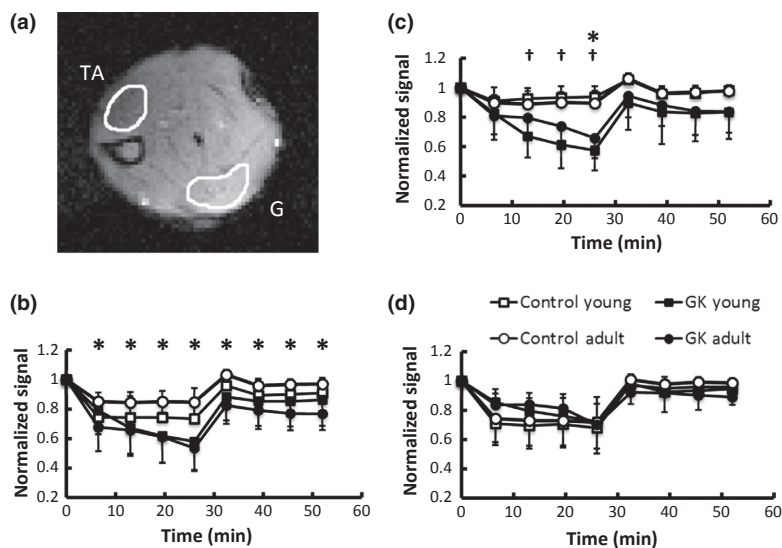 (a)
TA
G
(c)
Normalized signal
1.2
1
0.8
0.6
0.4
0.2
* 
† † †
0 10 20 30 40 50 60
Time (min)
(b)
Normalized signal
1.2
1
0.8
0.6
0.4
0.2
* * * * * * * *
0 10 20 30 40 50 60
Time (min)
(d)
Control young GK young
Control adult GK adult
Normalized signal
1.2
1
0.8
0.6
0.4
0.2
0 10 20 30 40 50 60
Time (min)